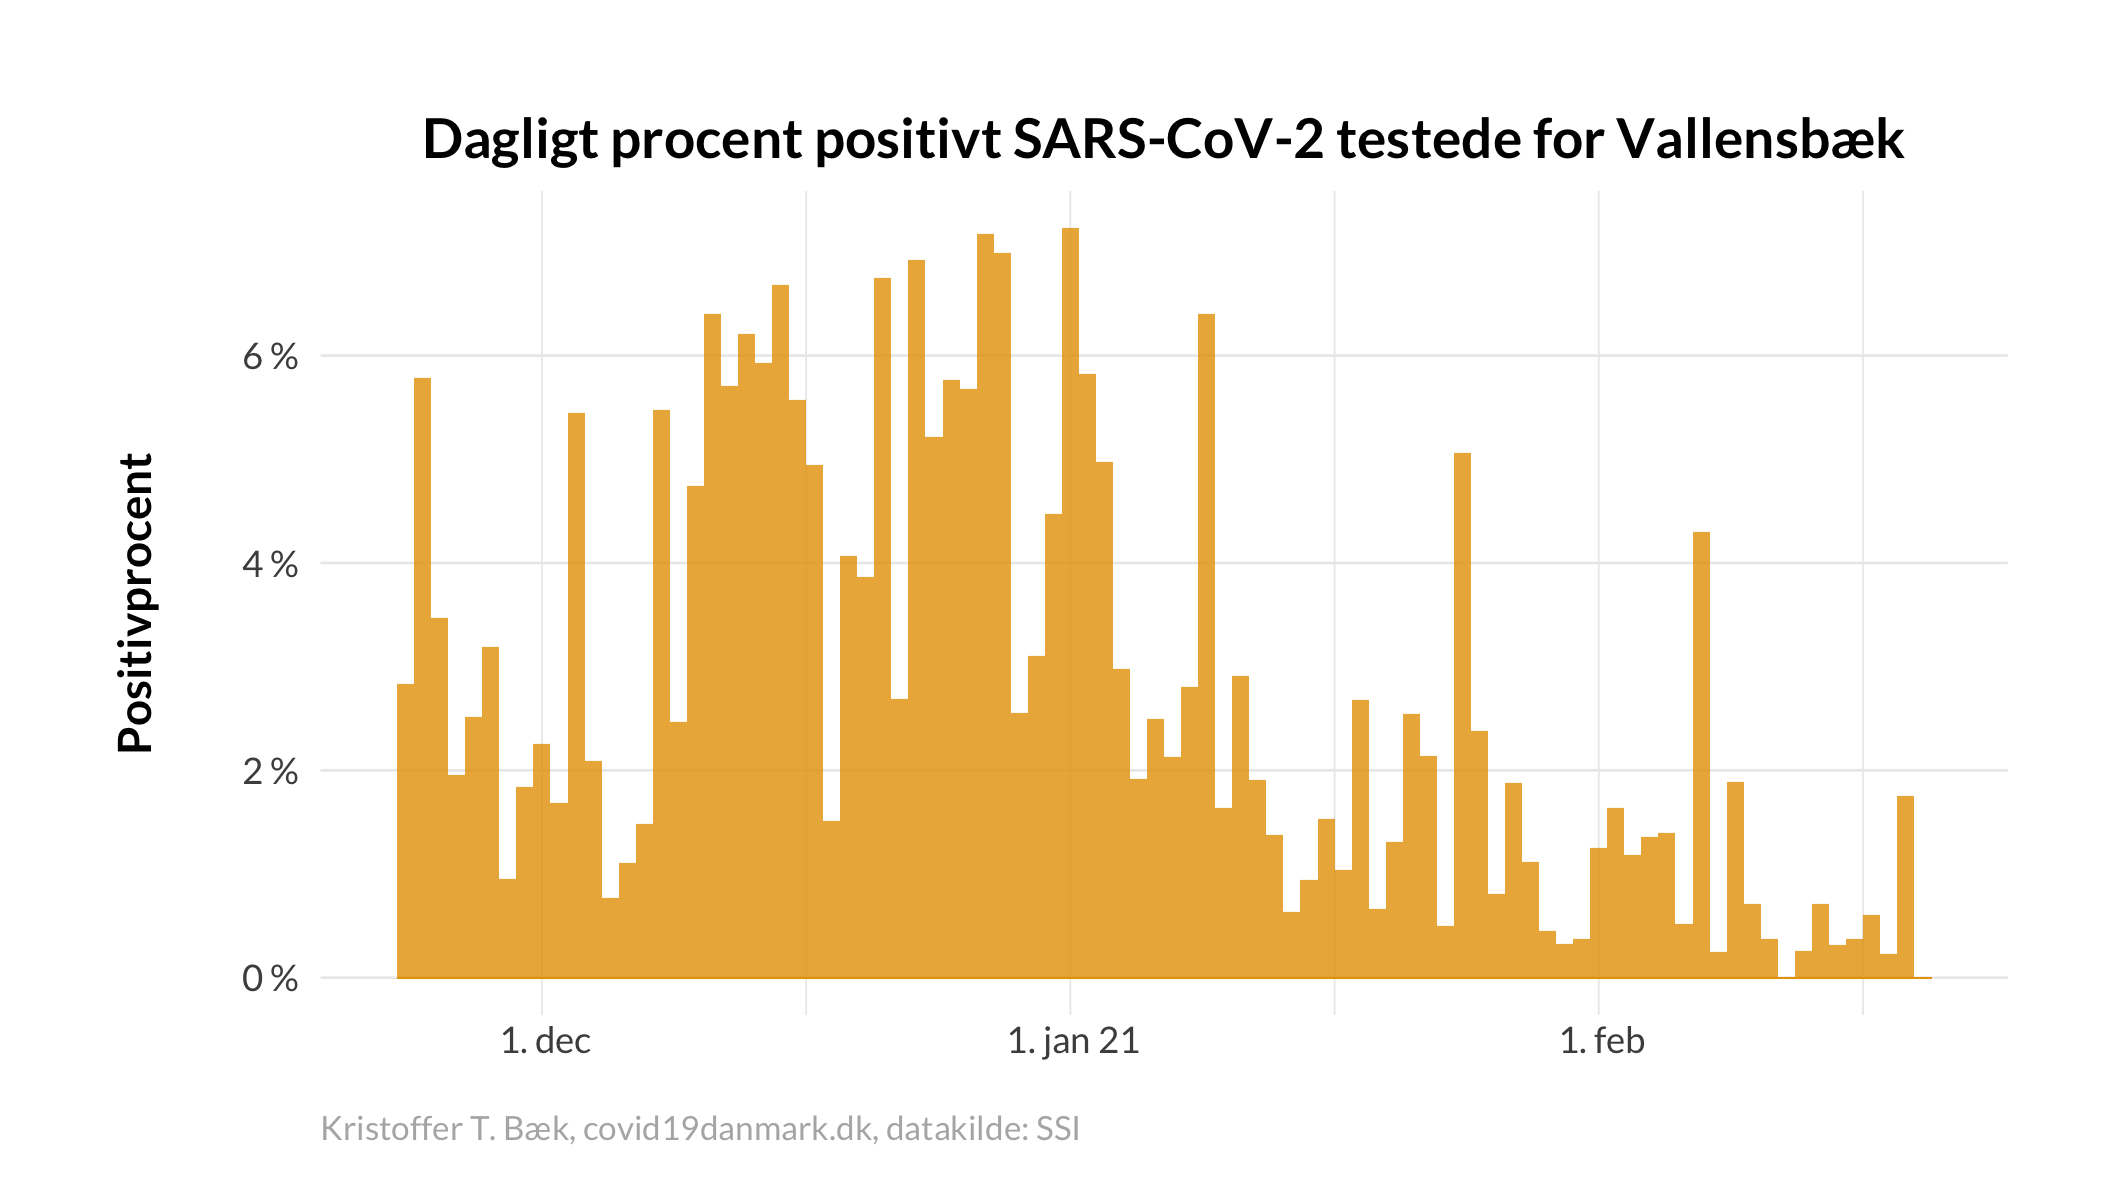 Dagligt procent positivt SARS-CoV-2 testede for Vallensbæk
Positivprocent
6 %
4 %
2 %
0 %
1. dec
1. jan 21
1. feb
Kristoffer T. Bæk, covid19danmark.dk, datakilde: SSI